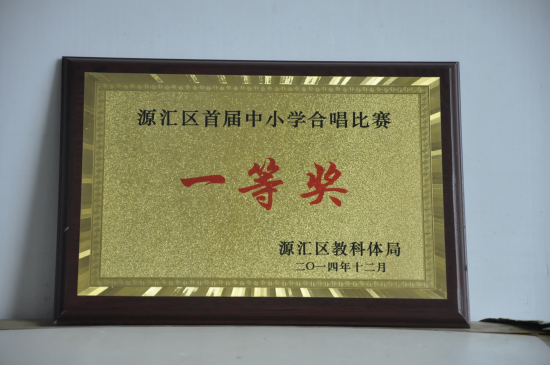 源汇区首届中小学合唱比赛
一等奖
源汇区教科体局
二〇一四年十二月